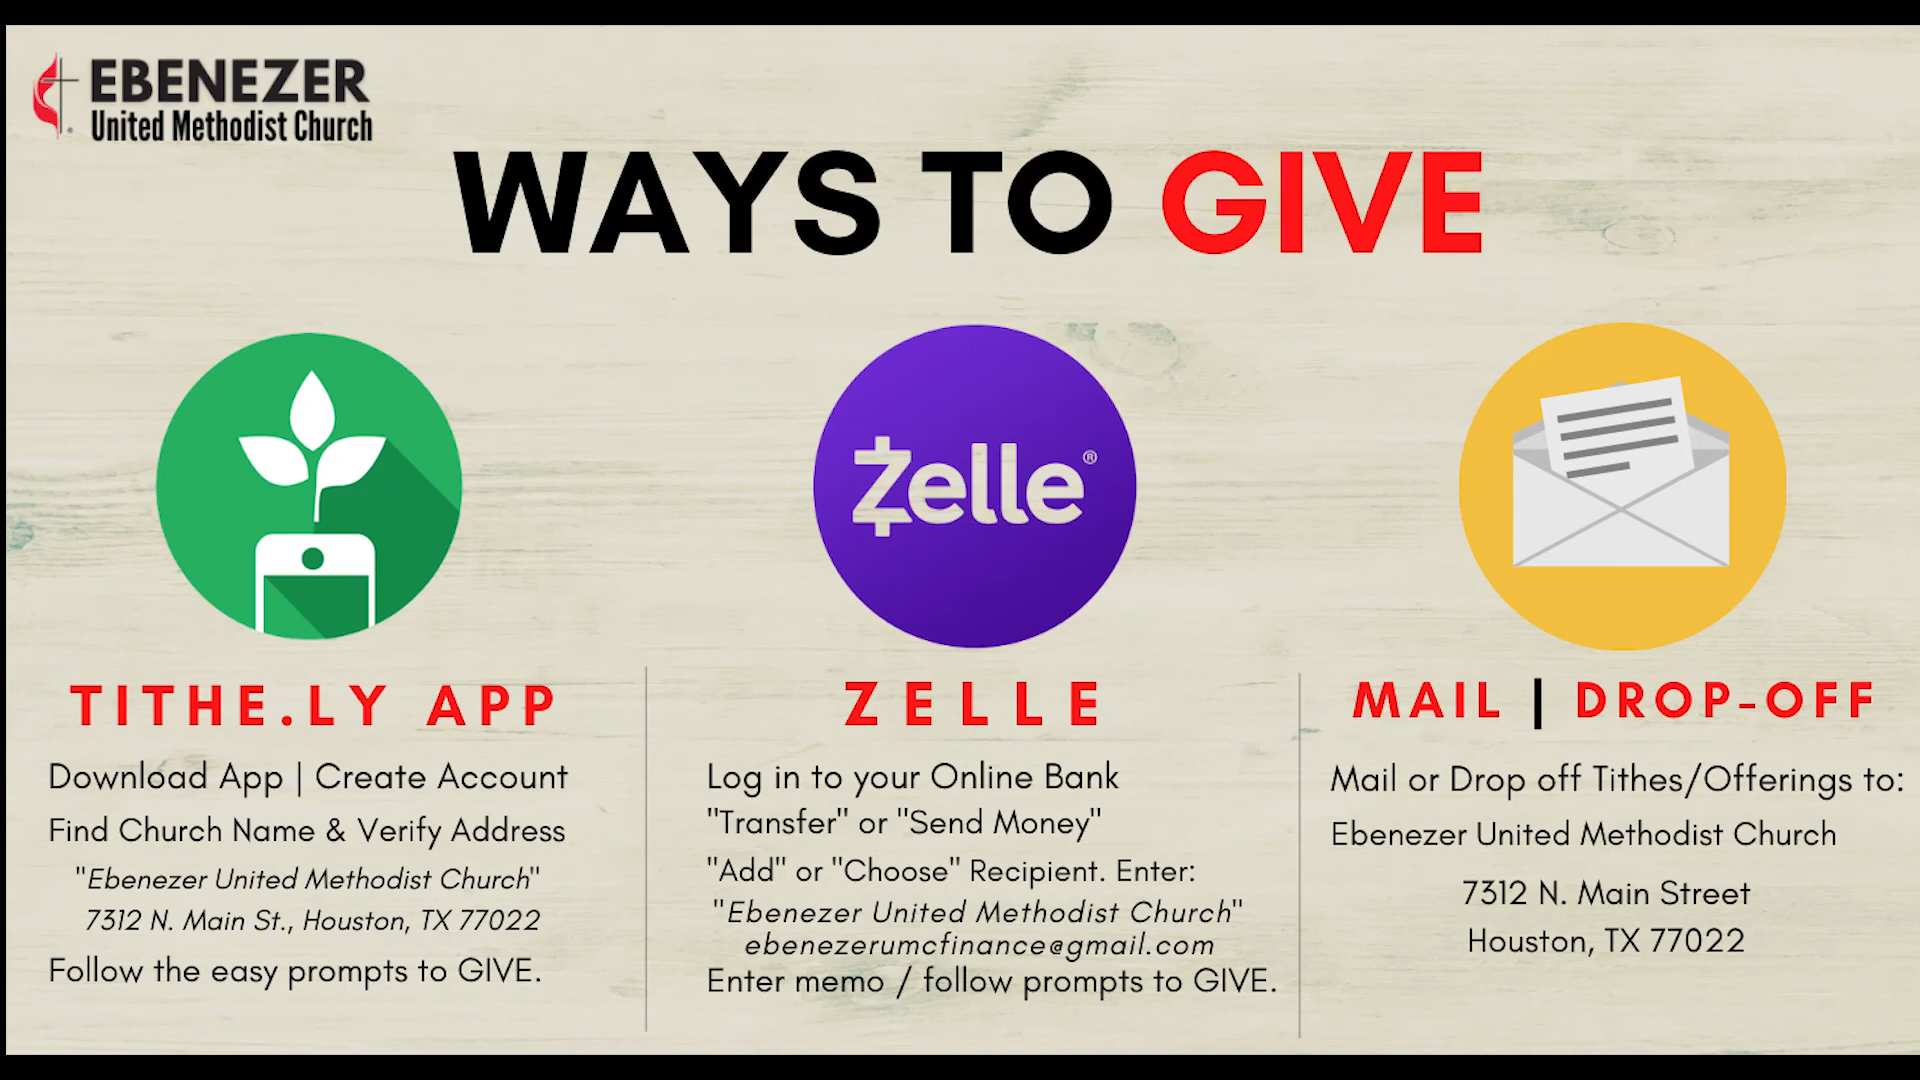 EBENEZER
United Methodist Church
WAYS TO GIVE
Zelle®
TITHE.LY APP
Download App | Create Account
Find Church Name & Verify Address
"Ebenezer United Methodist Church"
7312 N. Main St., Houston, TX 77022
Follow the easy prompts to GIVE.
ZELLE
Log in to your Online Bank
"Transfer" or "Send Money"
"Add" or "Choose" Recipient. Enter:
"Ebenezer United Methodist Church"
ebenezerumcfinance@gmail.com
Enter memo / follow prompts to GIVE.
MAIL | DROP-OFF
Mail or Drop off Tithes/Offerings to:
Ebenezer United Methodist Church
7312 N. Main Street
Houston, TX 77022